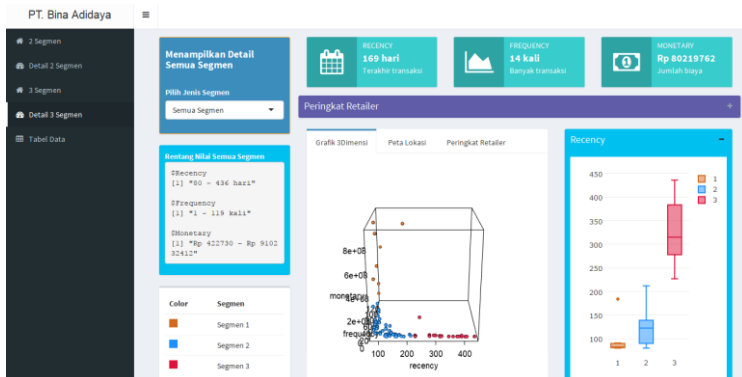 PT. Bina Adidaya
2 Segmen
Detail 2 Segmen
3 Segmen
Detail 3 Segmen
Tabel Data
Menampilkan Detail
Semua Segmen
Pilih Jenis Segmen
Semua Segmen
RECENCY
169 hari
Terakhir transaksi
FREQUENCY
14 kali
Banyak transaksi
MONETARY
Rp 80219762
Jumlah biaya
Peringkat Retailer
Rentang Nilai Semua Segmen
$Recency
[1] "80 - 436 hari"
$Frequency
[1] "1 - 119 kali"
$Monetary
[1] "Rp 422730 - Rp 9102
32412"
Color Segmen
Segmen 1
Segmen 2
Segmen 3
Grafik 3Dimensi Peta Lokasi Peringkat Retailer
8e+08
6e+08
4e+08
monetary
100 200 300 400
recency
Recency
450
400
350
300
250
200
150
100
1 2 3
1
2
3